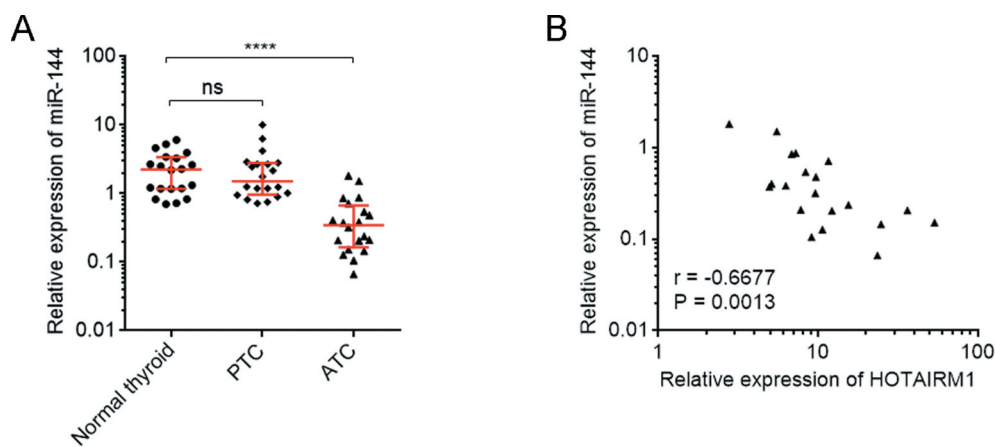 A
Relative expression of miR-144
100
10
1
0.1
0.01
****
ns
Normal thyroid
PTC
ATC
B
Relative expression of miR-144
10
1
0.1
0.01
r = -0.6677
P = 0.0013
1
10
100
Relative expression of HOTAIRM1